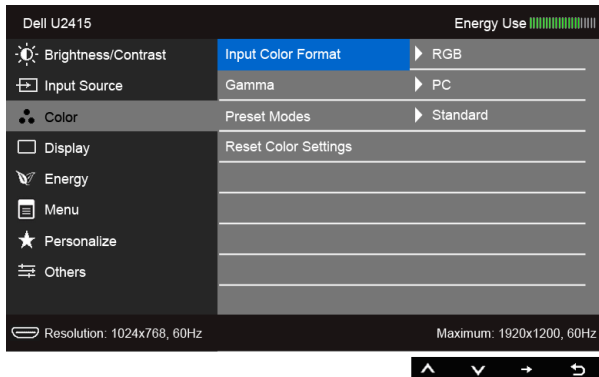 Dell U2415 Energy Use
Brightness/Contrast Input Color Format RGB
Input Source Gamma PC
Color Preset Modes Standard
Display Reset Color Settings
Energy
Menu
Personalize
Others
Resolution: 1024x768, 60Hz Maximum: 1920x1200, 60Hz